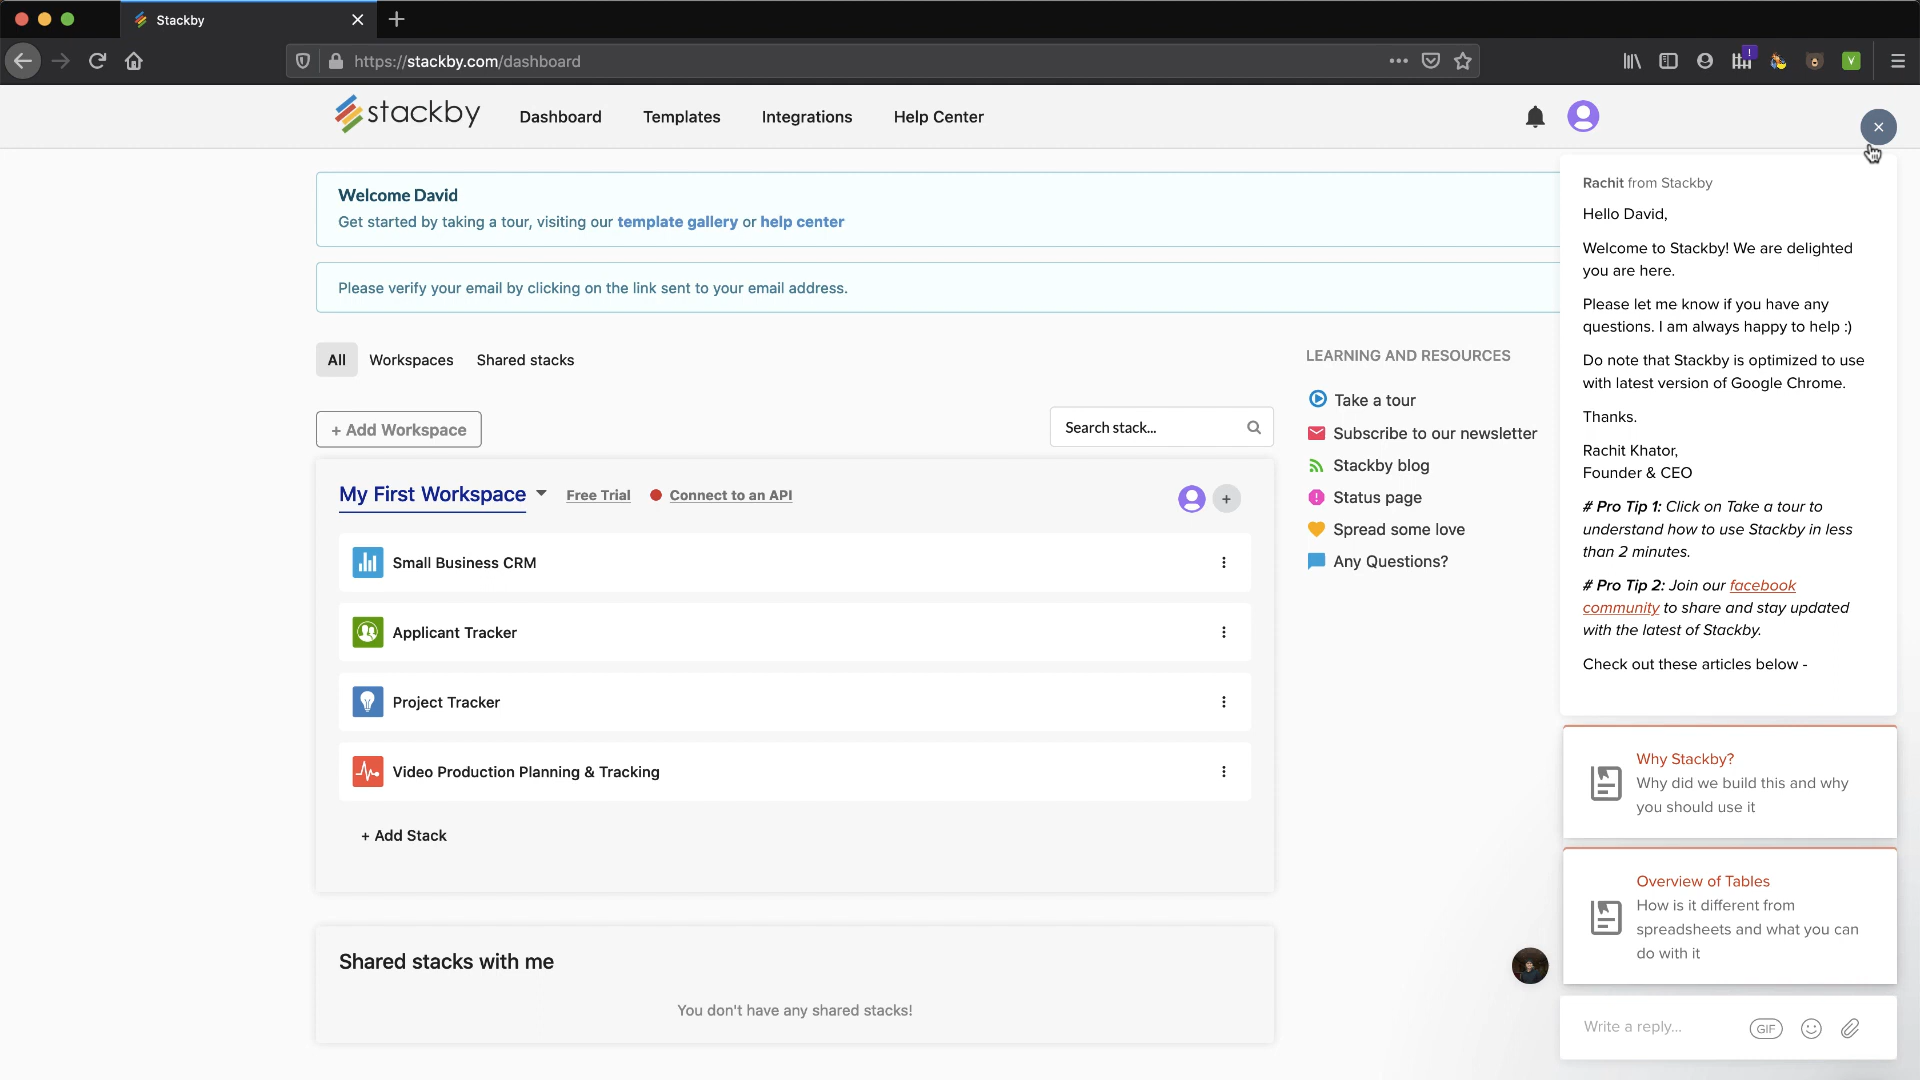 Stackby
https://stackby.com/dashboard
stackby
Dashboard
Templates
Integrations
Help Center
Welcome David
Get started by taking a tour, visiting our template gallery or help center
Please verify your email by clicking on the link sent to your email address.
All
Workspaces
Shared stacks
+ Add Workspace
Search stack...
My First Workspace
Free Trial
Connect to an API
+
Small Business CRM
Applicant Tracker
Project Tracker
Video Production Planning & Tracking
+ Add Stack
Shared stacks with me
You don't have any shared stacks!
LEARNING AND RESOURCES
Take a tour
Subscribe to our newsletter
Stackby blog
Status page
Spread some love
Any Questions?
Rachit from Stackby
Hello David,
Welcome to Stackby! We are delighted
you are here.
Please let me know if you have any
questions. I am always happy to help :)
Do note that Stackby is optimized to use
with latest version of Google Chrome.
Thanks.
Rachit Khator,
Founder & CEO
# Pro Tip 1: Click on Take a tour to
understand how to use Stackby in less
than 2 minutes.
# Pro Tip 2: Join our facebook
community to share and stay updated
with the latest of Stackby.
Check out these articles below -
Why Stackby?
Why did we build this and why
you should use it
Overview of Tables
How is it different from
spreadsheets and what you can
do with it
Write a reply...
GIF